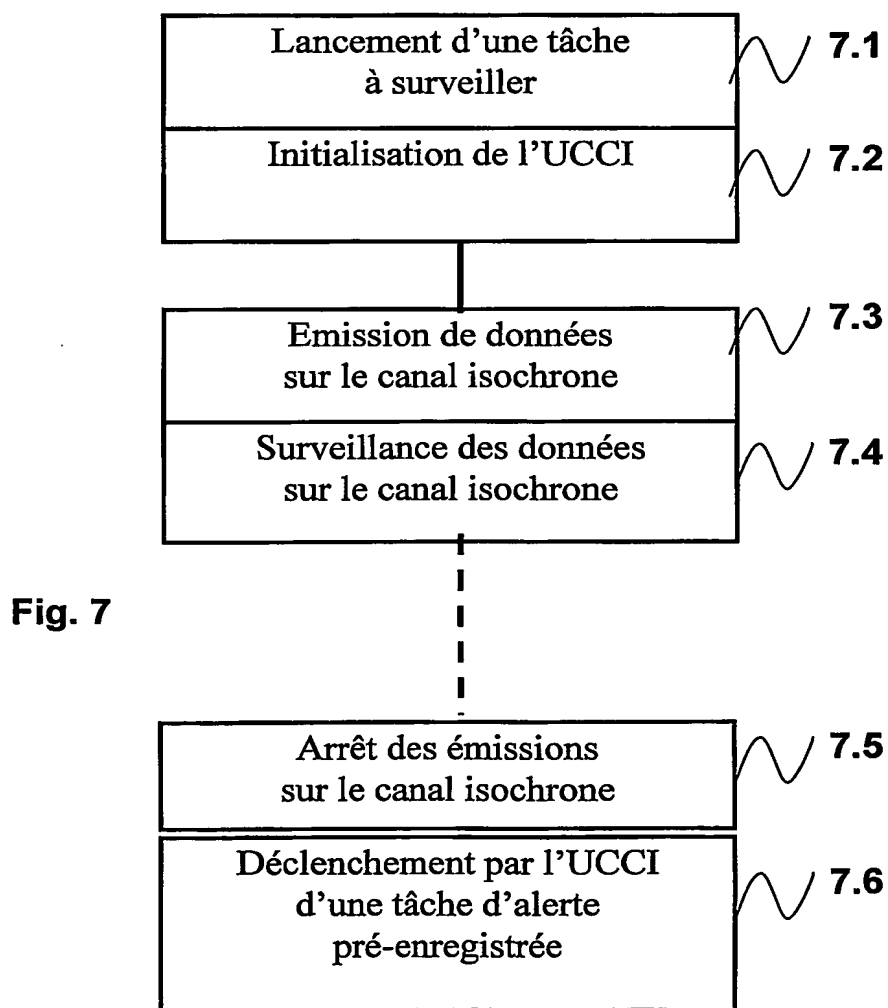 Lancement d'une tâche
à surveiller
7.1
Initialisation de l'UCCI
7.2
Emission de données
sur le canal isochrone
7.3
Surveillance des données
sur le canal isochrone
7.4
Fig. 7
Arrêt des émissions
sur le canal isochrone
7.5
Déclenchement par l'UCCI
d'une tâche d'alerte
pré-enregistrée
7.6